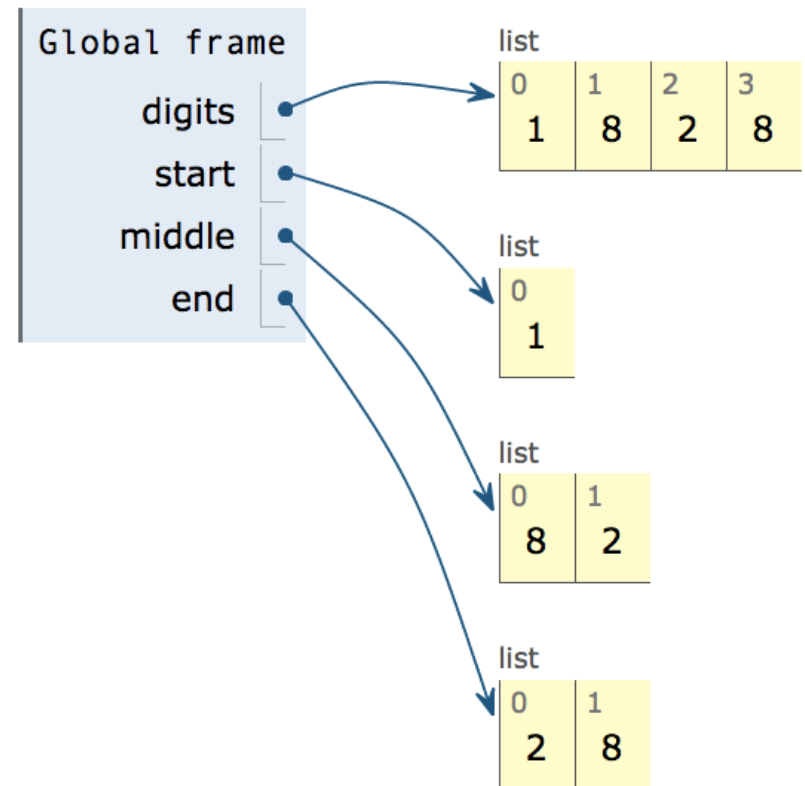 Global frame
digits
start
middle
end
list
0 1 2 3
1 8 2 8
list
0
1
list
0 1
8 2
list
0 1
2 8